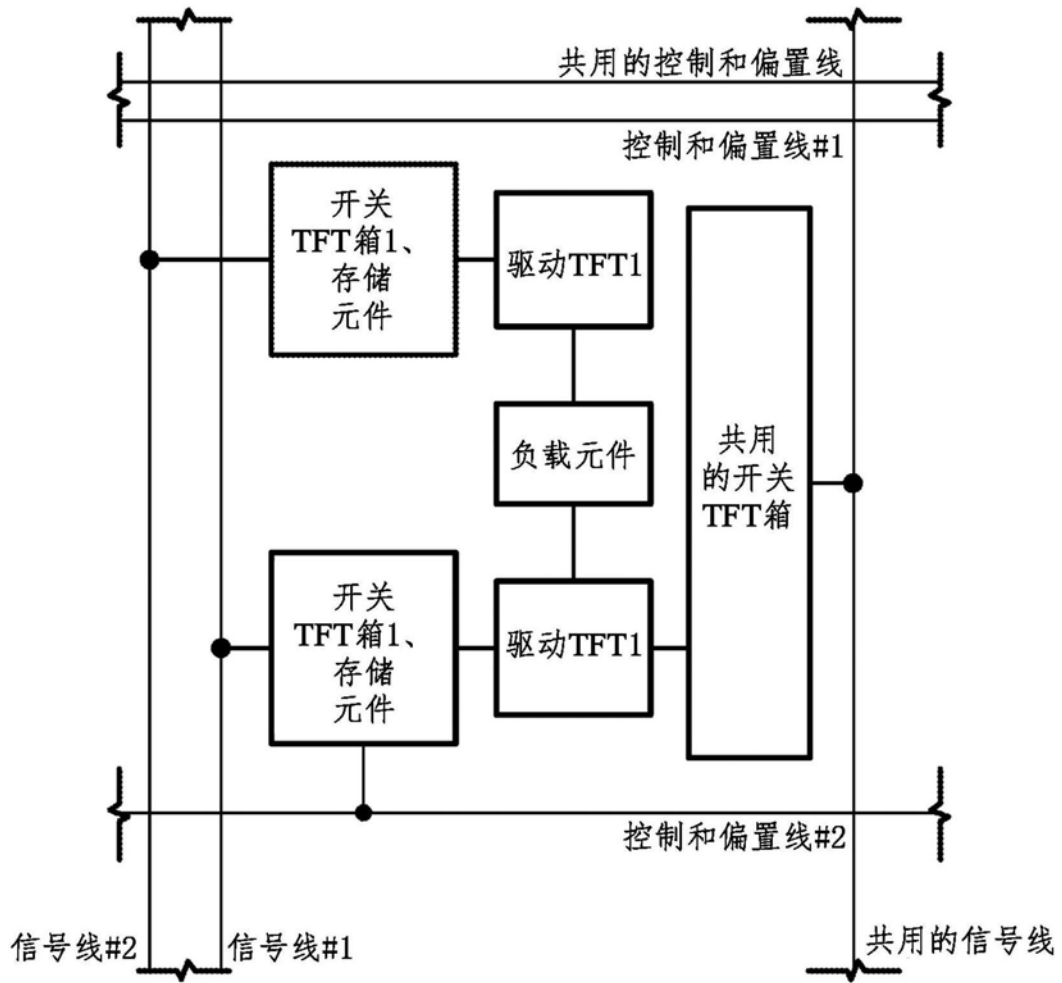 共用的控制和偏置线
控制和偏置线#1
开关
TFT箱1、
存储
元件
驱动TFT1
负载元件
共用
的开关
TFT箱
开关
TFT箱1、
存储
元件
驱动TFT1
控制和偏置线#2
信号线#2
信号线#1
共用的信号线